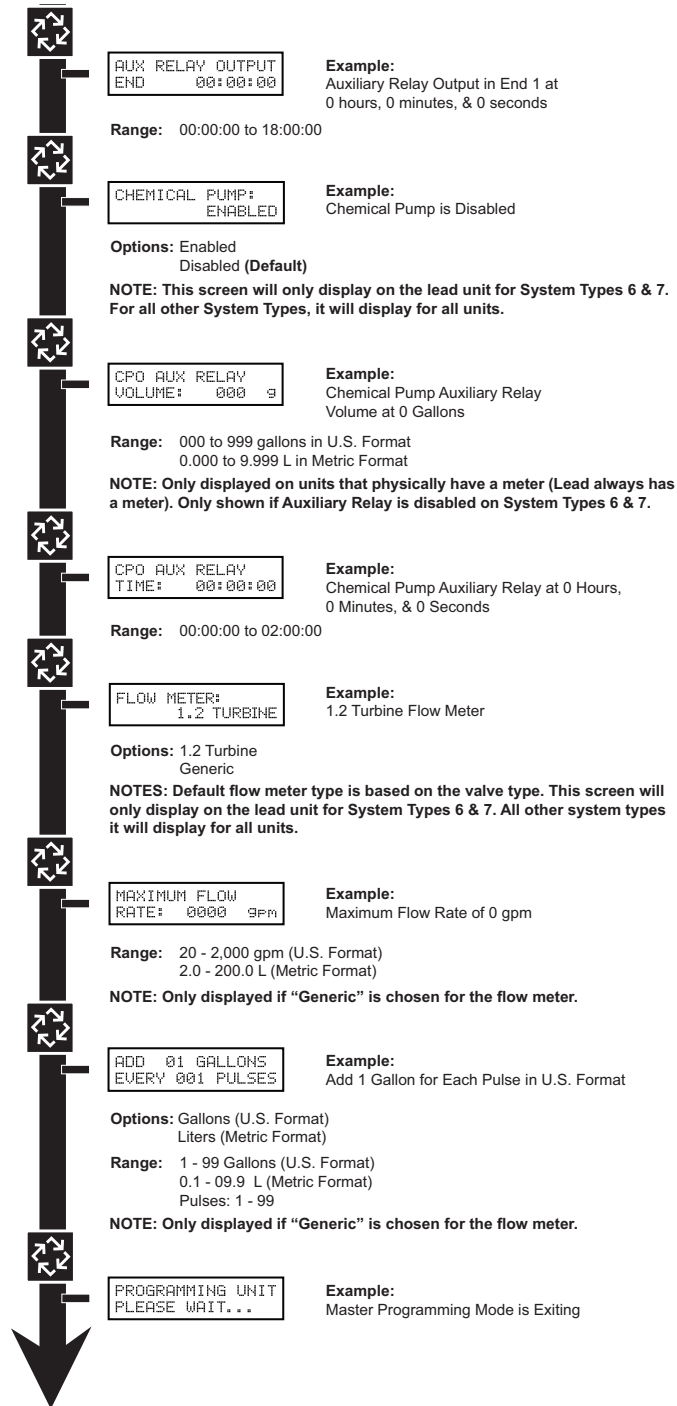 AUX RELAY OUTPUT
END 00:00:00
Example:
Auxiliary Relay Output in End 1 at
0 hours, 0 minutes, & 0 seconds
Range: 00:00:00 to 18:00:00
CHEMICAL PUMP:
ENABLED
Example:
Chemical Pump is Disabled
Options: Enabled
Disabled (Default)
NOTE: This screen will only display on the lead unit for System Types 6 & 7.
For all other System Types, it will display for all units.
CPO AUX RELAY
VOLUME: 000 g
Example:
Chemical Pump Auxiliary Relay
Volume at 0 Gallons
Range: 000 to 999 gallons in U.S. Format
0.000 to 9.999 L in Metric Format
NOTE: Only displayed on units that physically have a meter (Lead always has
a meter). Only shown if Auxiliary Relay is disabled on System Types 6 & 7.
CPO AUX RELAY
TIME: 00:00:00
Example:
Chemical Pump Auxiliary Relay at 0 Hours,
0 Minutes, & 0 Seconds
Range: 00:00:00 to 02:00:00
FLOW METER:
1.2 TURBINE
Example:
1.2 Turbine Flow Meter
Options: 1.2 Turbine
Generic
NOTES: Default flow meter type is based on the valve type. This screen will
only display on the lead unit for System Types 6 & 7. All other system types
it will display for all units.
MAXIMUM FLOW
RATE: 0000 gpm
Example:
Maximum Flow Rate of 0 gpm
Range: 20 - 2,000 gpm (U.S. Format)
2.0 - 200.0 L (Metric Format)
NOTE: Only displayed if “Generic” is chosen for the flow meter.
ADD 01 GALLONS
EVERY 001 PULSES
Example:
Add 1 Gallon for Each Pulse in U.S. Format
Options: Gallons (U.S. Format)
Liters (Metric Format)
Range: 1 - 99 Gallons (U.S. Format)
0.1 - 09.9 L (Metric Format)
Pulses: 1 - 99
NOTE: Only displayed if “Generic” is chosen for the flow meter.
PROGRAMMING UNIT
PLEASE WAIT...
Example:
Master Programming Mode is Exiting